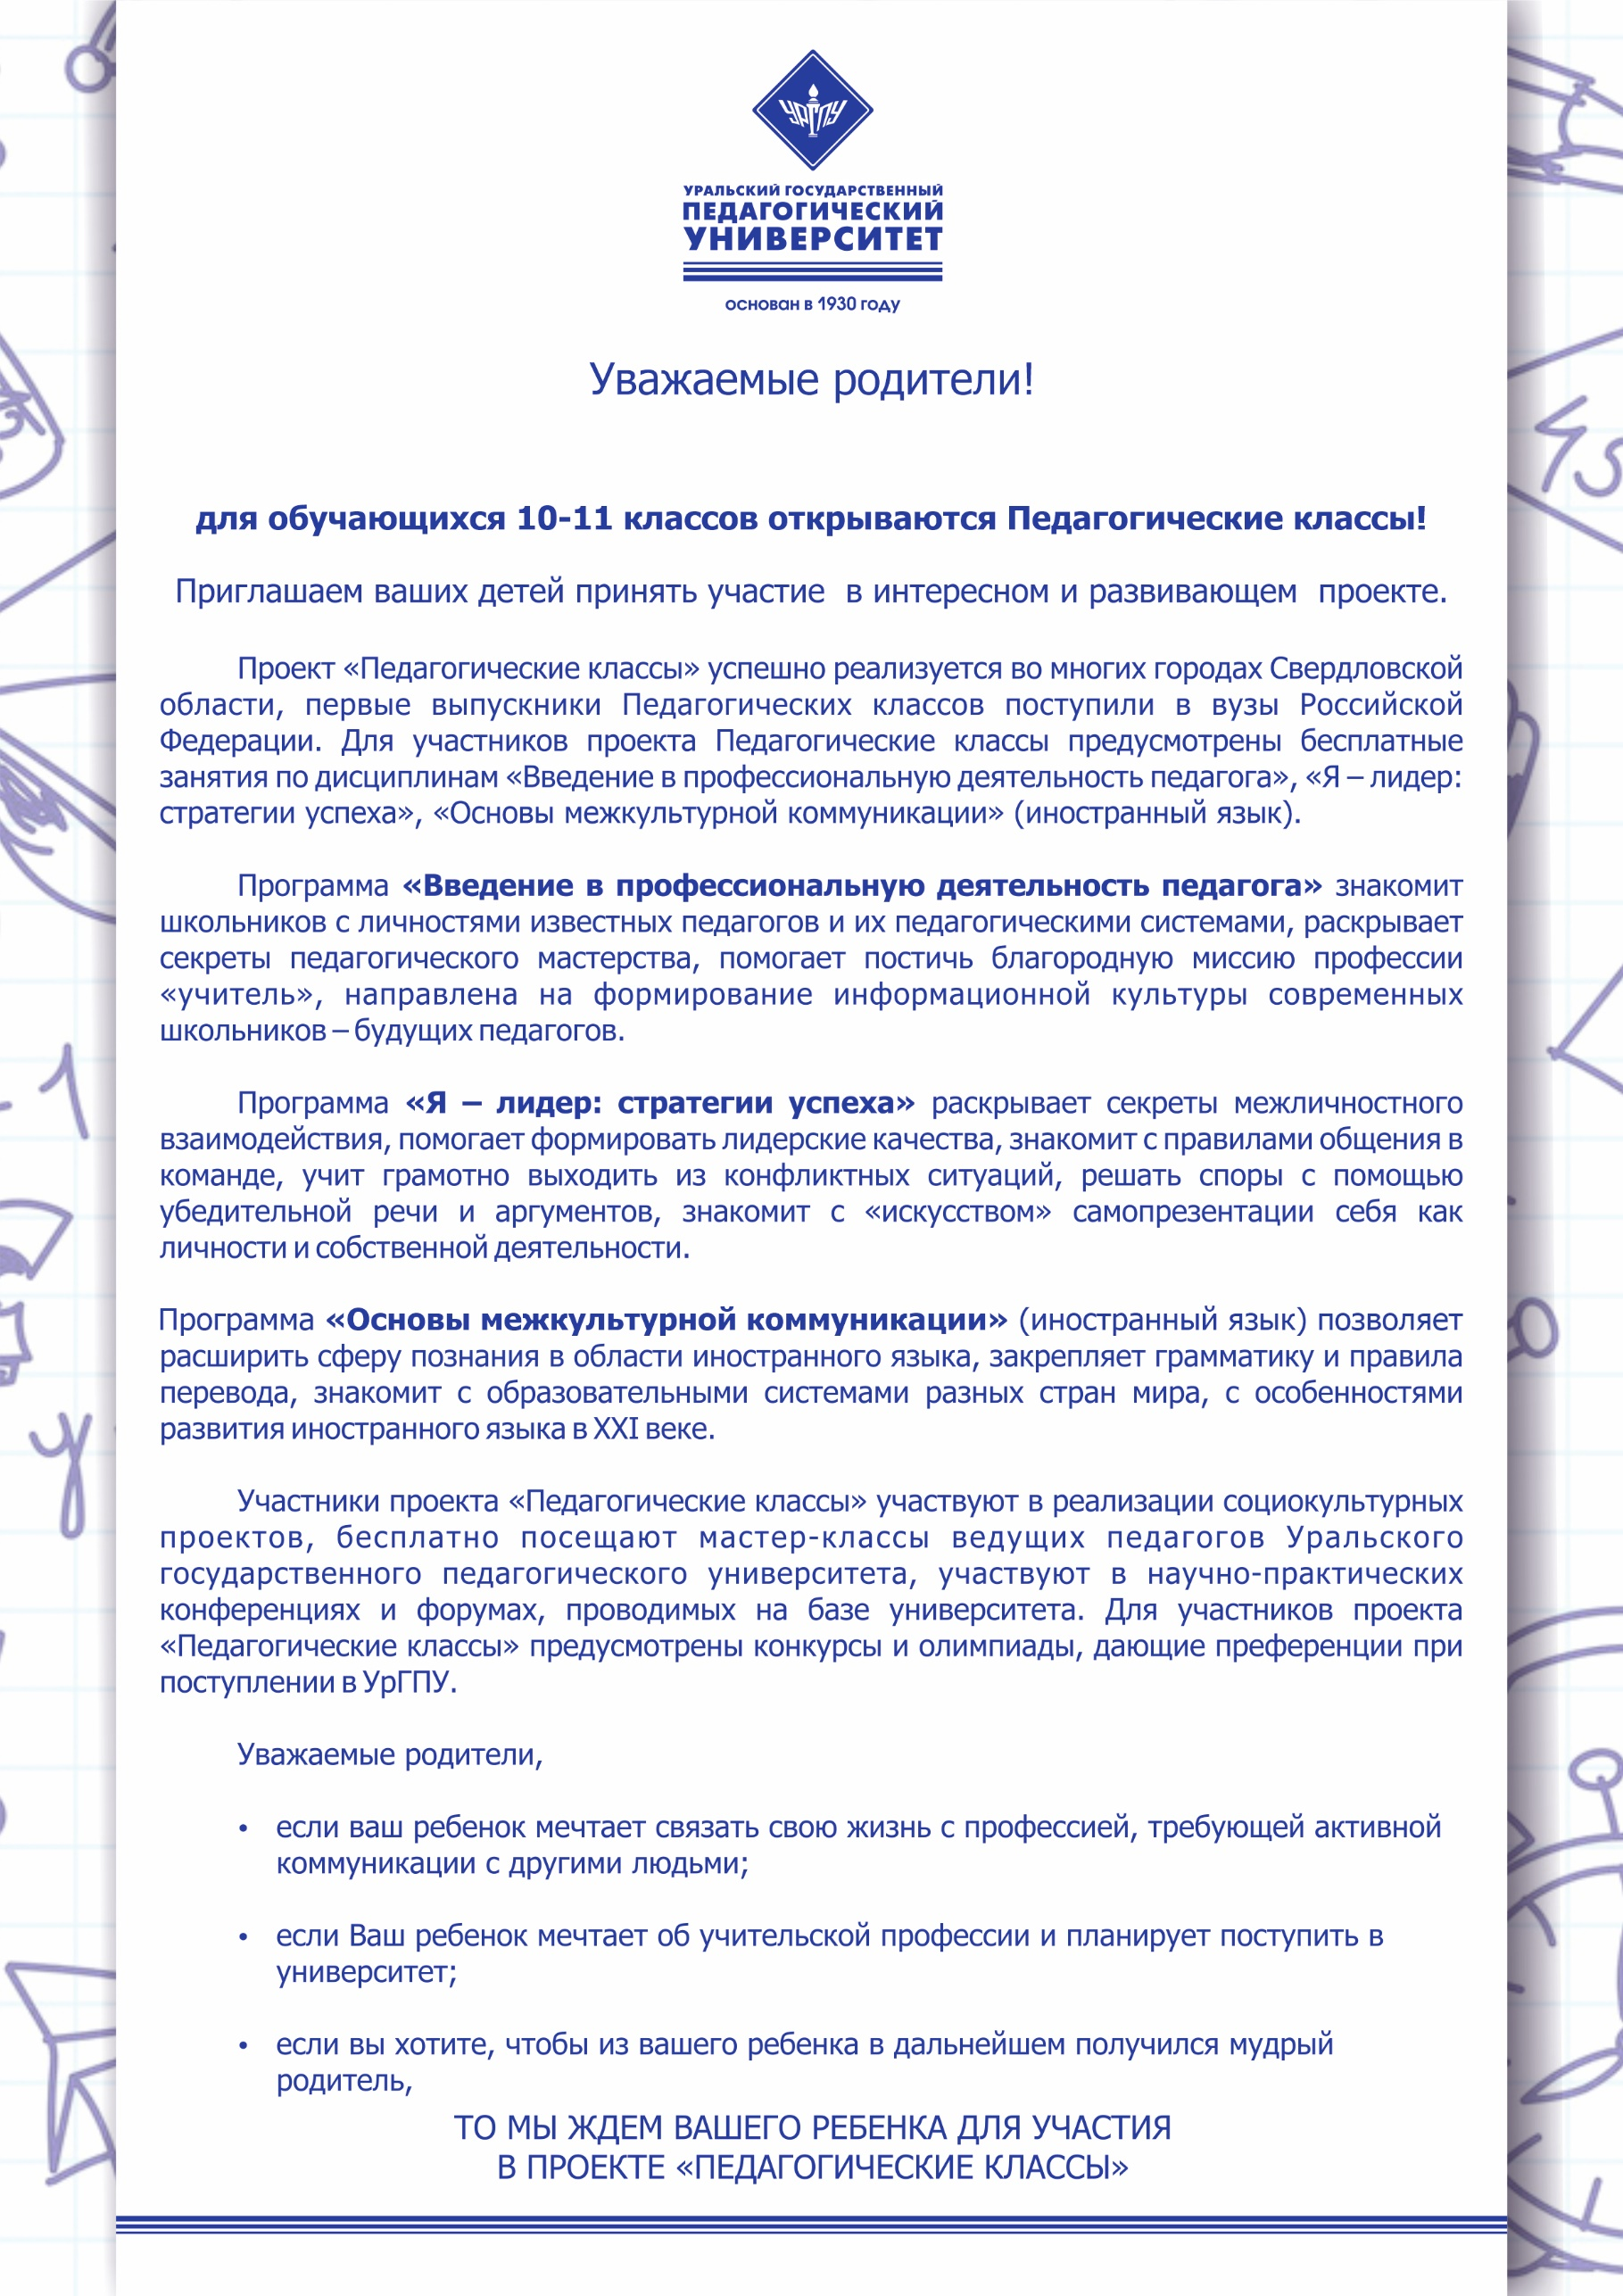 УрГПУ
УРАЛЬСКИЙ ГОСУДАРСТВЕННЫЙ
ПЕДАГОГИЧЕСКИЙ
УНИВЕРСИТЕТ
основан в 1930 году
Уважаемые родители!
для обучающихся 10-11 классов открываются Педагогические классы!
Приглашаем ваших детей принять участие в интересном и развивающем проекте.
Проект «Педагогические классы» успешно реализуется во многих городах Свердловской
области, первые выпускники Педагогических классов поступили в вузы Российской
Федерации. Для участников проекта Педагогические классы предусмотрены бесплатные
занятия по дисциплинам «Введение в профессиональную деятельность педагога», «Я – лидер:
стратегии успеха», «Основы межкультурной коммуникации» (иностранный язык).
Программа «Введение в профессиональную деятельность педагога» знакомит
школьников с личностями известных педагогов и их педагогическими системами, раскрывает
секреты педагогического мастерства, помогает постичь благородную миссию профессии
«учитель», направлена на формирование информационной культуры современных
школьников – будущих педагогов.
Программа «Я – лидер: стратегии успеха» раскрывает секреты межличностного
взаимодействия, помогает формировать лидерские качества, знакомит с правилами общения в
команде, учит грамотно выходить из конфликтных ситуаций, решать споры с помощью
убедительной речи и аргументов, знакомит с «искусством» самопрезентации себя как
личности и собственной деятельности.
Программа «Основы межкультурной коммуникации» (иностранный язык) позволяет
расширить сферу познания в области иностранного языка, закрепляет грамматику и правила
перевода, знакомит с образовательными системами разных стран мира, с особенностями
развития иностранного языка в XXI веке.
Участники проекта «Педагогические классы» участвуют в реализации социокультурных
проектов, бесплатно посещают мастер-классы ведущих педагогов Уральского
государственного педагогического университета, участвуют в научно-практических
конференциях и форумах, проводимых на базе университета. Для участников проекта
«Педагогические классы» предусмотрены конкурсы и олимпиады, дающие преференции при
поступлении в УрГПУ.
Уважаемые родители,
• если ваш ребенок мечтает связать свою жизнь с профессией, требующей активной
коммуникации с другими людьми;
• если Ваш ребенок мечтает об учительской профессии и планирует поступить в
университет;
• если вы хотите, чтобы из вашего ребенка в дальнейшем получился мудрый
родитель,
ТО МЫ ЖДЕМ ВАШЕГО РЕБЕНКА ДЛЯ УЧАСТИЯ
В ПРОЕКТЕ «ПЕДАГОГИЧЕСКИЕ КЛАССЫ»